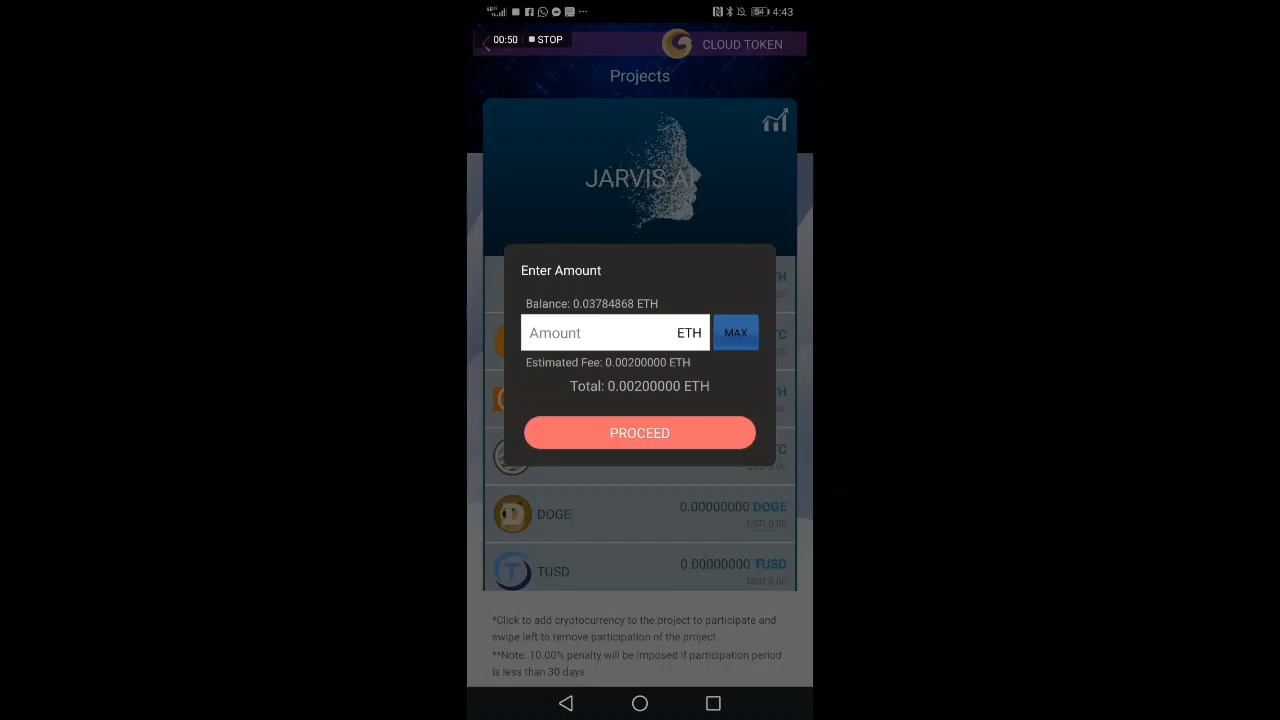 54 4:43
00:50 STOP
CLOUD TOKEN
Projects
JARVIS AI
Enter Amount
Balance: 0.03784868 ETH
Amount ETH MAX
Estimated Fee: 0.00200000 ETH
Total: 0.00200000 ETH
PROCEED
DOGE 0.00000000 DOGE
USD 0.00
TUSD 0.00000000 TUSD
USD 0.00
*Click to add cryptocurrency to the project to participate and
swipe left to remove participation of the project
**Note: 10.00% penalty will be imposed if participation period
is less than 30 days